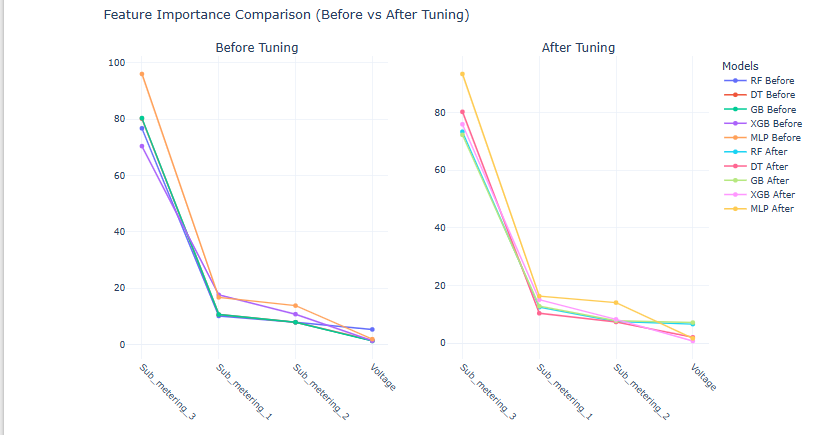 Feature Importance Comparison (Before vs After Tuning)
Before Tuning
100
80
60
40
20
0
Sub_metering_3
Sub_metering_1
Sub_metering_2
Voltage
After Tuning
80
60
40
20
0
Sub_metering_3
Sub_metering_1
Sub_metering_2
Voltage
Models
RF Before
DT Before
GB Before
XGB Before
MLP Before
RF After
DT After
GB After
XGB After
MLP After